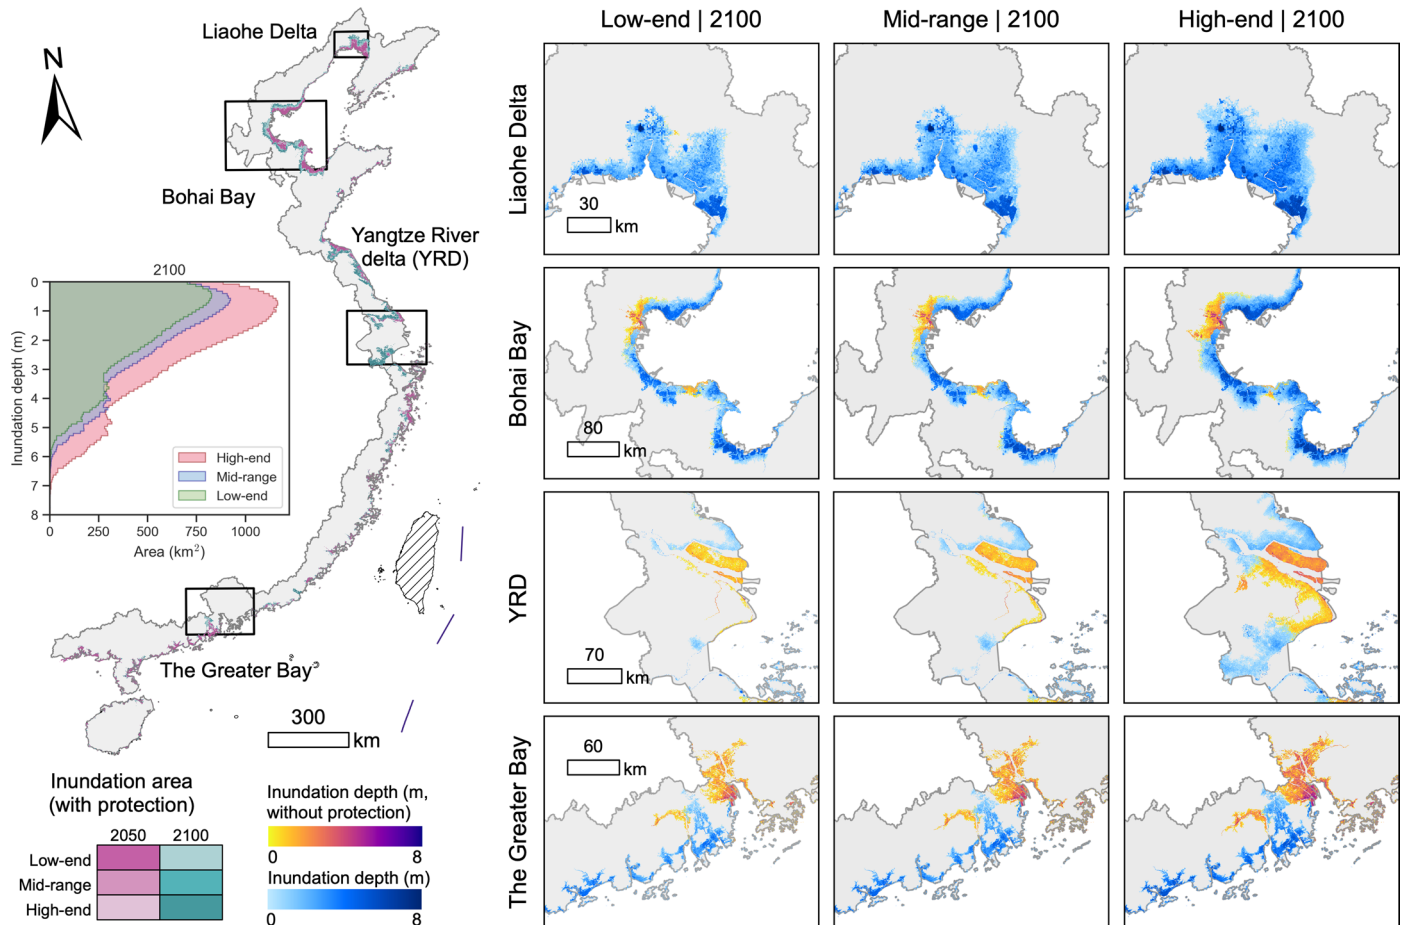 Low-end | 2100
Mid-range | 2100
High-end | 2100
N
Liaohe Delta
Bohai Bay
Yangtze River
delta (YRD)
2100
0
1
2
3
4
5
6
7
8
Inundation depth (m)
High-end
Mid-range
Low-end
0
250
500
750
1000
Area (km²)
The Greater Bay
300
km
Inundation area
(with protection)
2050
2100
Low-end
Mid-range
High-end
Inundation depth (m,
without protection)
0
8
Inundation depth (m)
0
8
Liaohe Delta
30
km
Bohai Bay
80
km
YRD
70
km
The Greater Bay
60
km